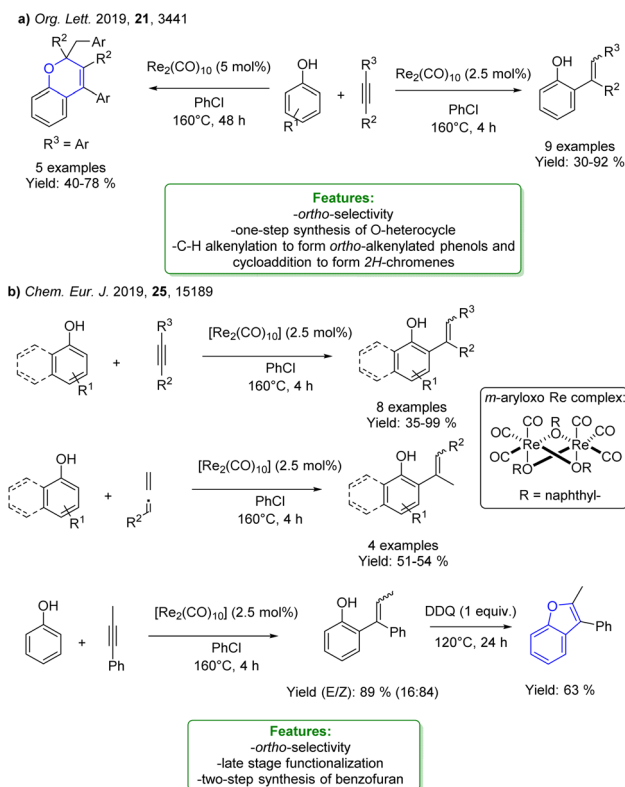 a) Org. Lett. 2019, 21, 3441
R2
Ar
R2
O
Ar
R3 = Ar
5 examples
Yield: 40-78 %
Re2(CO)10 (5 mol%)
PhCl
160°C, 48 h
OH
R1
+
R3
R2
Re2(CO)10 (2.5 mol%)
PhCl
160°C, 4 h
OH
R3
R2
9 examples
Yield: 30-92 %
Features:
-ortho-selectivity
-one-step synthesis of O-heterocycle
-C-H alkenylation to form ortho-alkenylated phenols and
cycloaddition to form 2H-chromenes
b) Chem. Eur. J. 2019, 25, 15189
OH
R1
+
R3
R2
[Re2(CO)10] (2.5 mol%)
PhCl
160°C, 4 h
OH
R3
R2
R1
8 examples
Yield: 35-99 %
m-aryloxo Re complex:
CO
R
CO
OC
O
CO
Re
Re
OC
CO
RO
O
R
R = naphthyl-
OH
R1
+
R2
[Re2(CO)10] (2.5 mol%)
PhCl
160°C, 4 h
OH
R2
R1
4 examples
Yield: 51-54 %
OH
+
Ph
[Re2(CO)10] (2.5 mol%)
PhCl
160°C, 4 h
OH
Ph
Yield (E/Z): 89 % (16:84)
DDQ (1 equiv.)
120°C, 24 h
O
Ph
Yield: 63 %
Features:
-ortho-selectivity
-late stage functionalization
-two-step synthesis of benzofuran